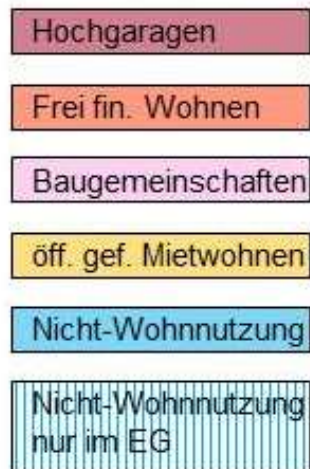 Hochgaragen
Frei fin. Wohnen
Baugemeinschaften
öff. gef. Mietwohnen
Nicht-Wohnnutzung
Nicht-Wohnnutzung
nur im EG